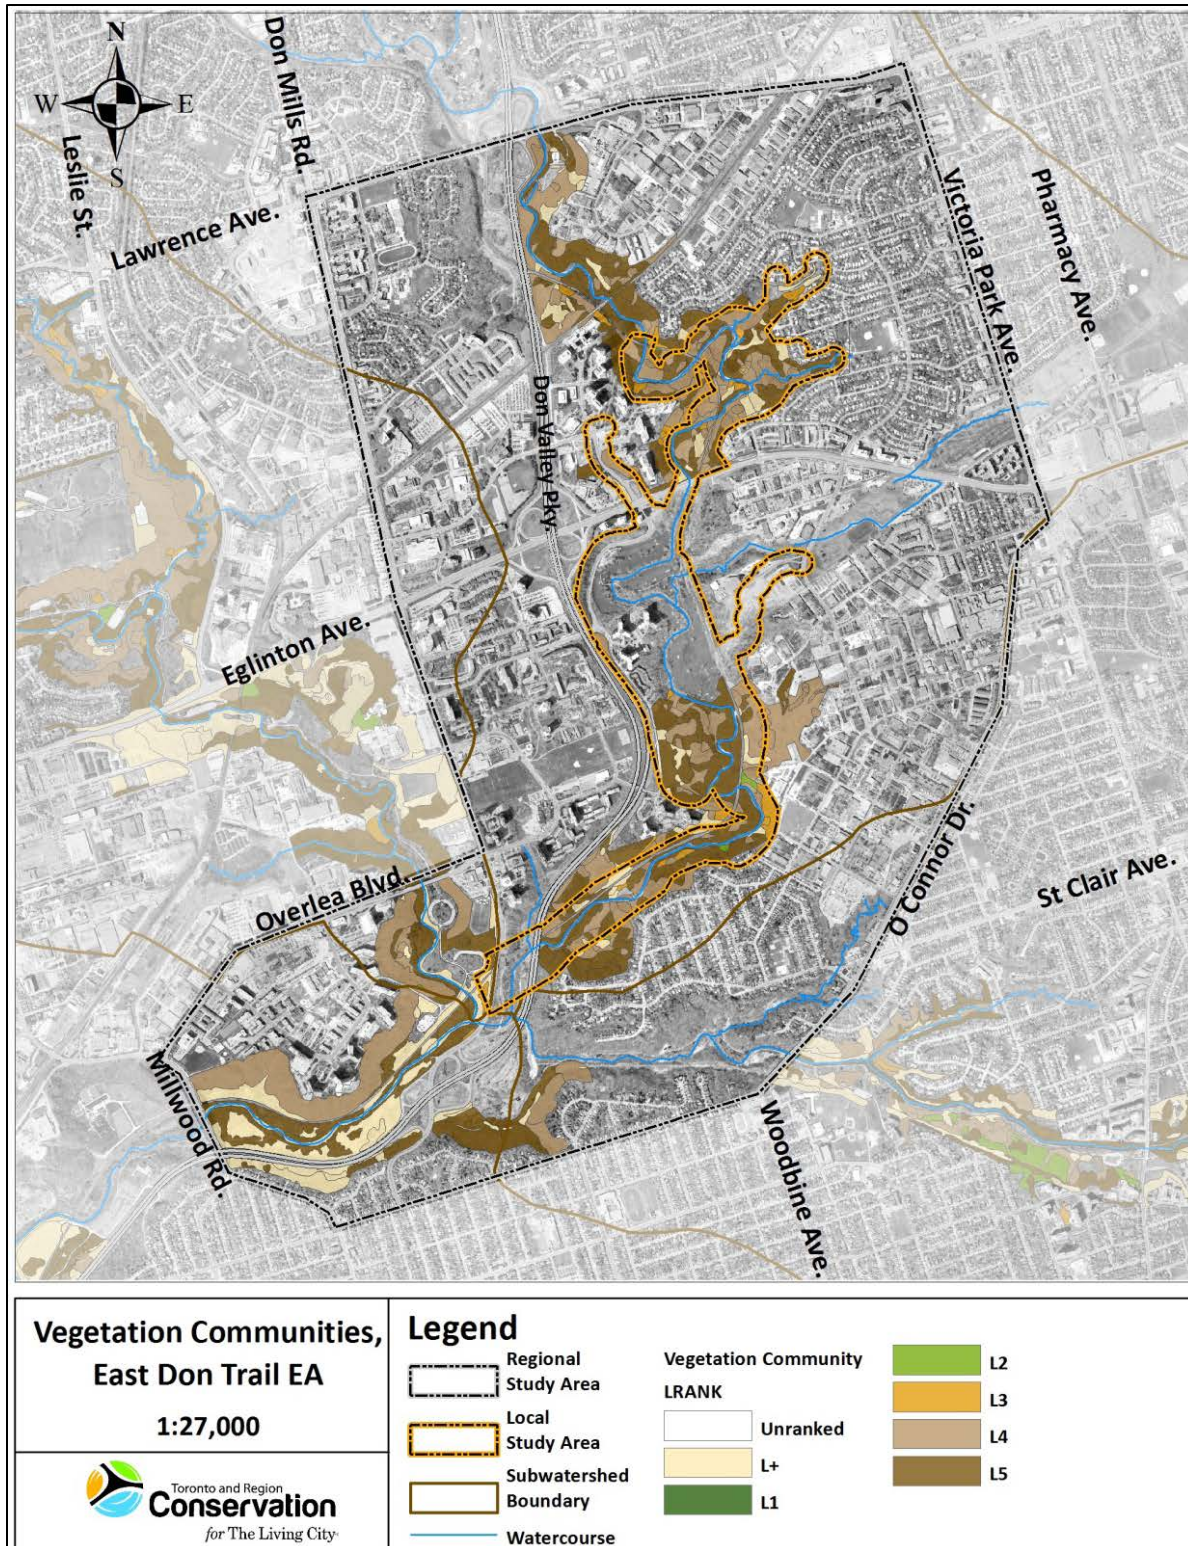 N
W
E
S
Don Mills Rd.
Leslie St.
Lawrence Ave.
Victoria Park Ave.
Pharmacy Ave.
Don Valley Pky.
Eglinton Ave.
Overlea Blvd.
O Connor Dr.
St Clair Ave.
Millwood Rd.
Woodbine Ave.
Vegetation Communities,
East Don Trail EA
1:27,000
Toronto and Region
Conservation
for The Living City
Legend
Regional
Study Area
Local
Study Area
Subwatershed
Boundary
Watercourse
Vegetation Community
LRANK
Unranked
L+
L1
L2
L3
L4
L5